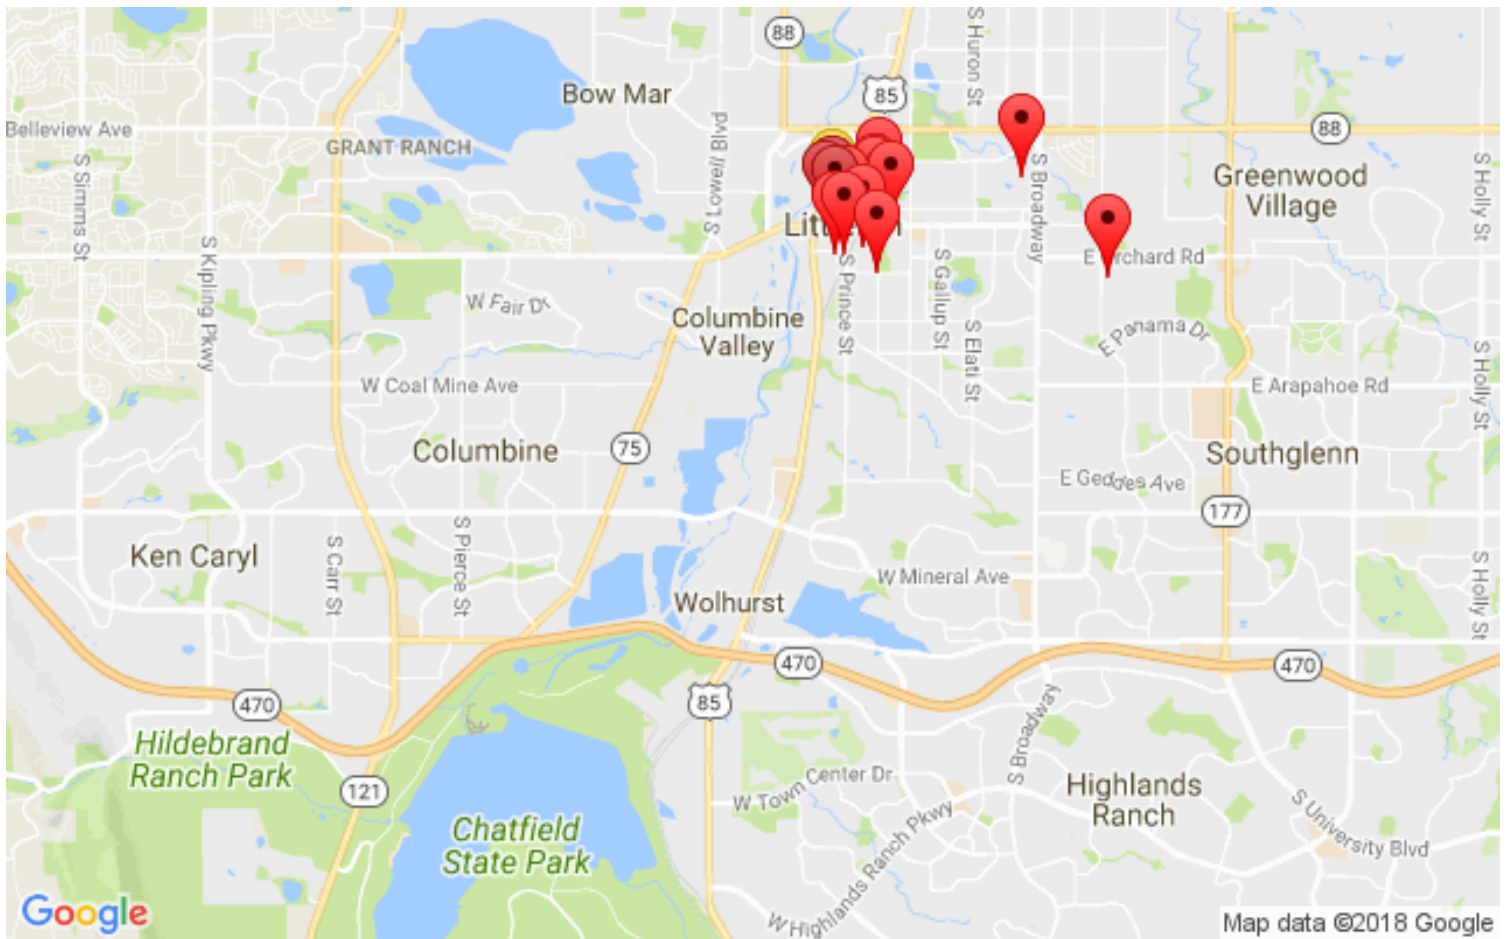 88
S Huron St
85
Bow Mar
Belleview Ave
S Lowell Blvd
88
GRANT RANCH
S Simms St
S Broadway
Greenwood
Village
S Holly St
S Kipling Pkwy
E
rchard Rd
S Prince St
S Gallup St
W Fair Dr
Columbine
Valley
S Elati St
E Panama Dr
S Holly St
W Coal Mine Ave
E Arapahoe Rd
Columbine
75
Southglenn
E Geddes Ave
177
Ken Caryl
S Carr St
S Pierce St
W Mineral Ave
S Holly St
Wolhurst
470
470
470
85
S Broadway
Hildebrand
Ranch Park
121
W Town Center Dr
Highlands
Ranch
S University Blvd
Chatfield
State Park
W Highlands Ranch Pkwy
Google
Map data ©2018 Google